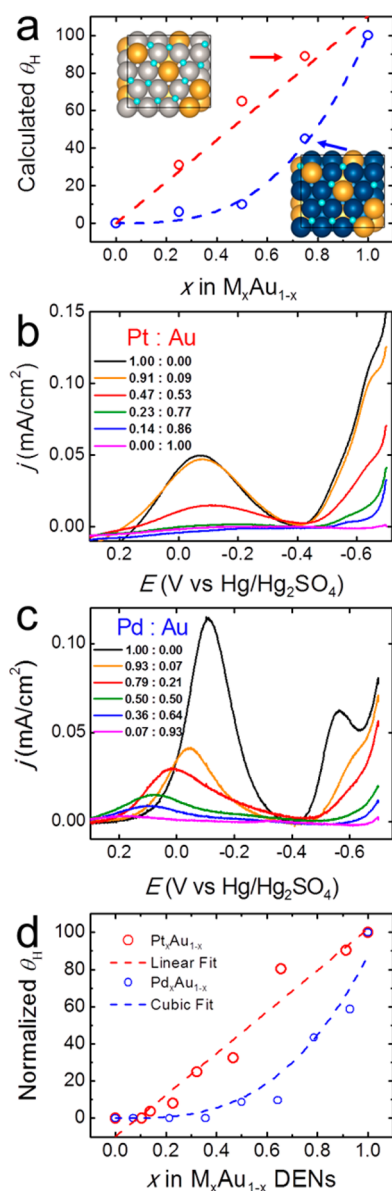 a
100
80
60
40
20
0
Calculated θH
0.0 0.2 0.4 0.6 0.8 1.0
x in MxAu1-x
b
0.15
0.10
0.05
0.00
j (mA/cm²)
Pt : Au
1.00 : 0.00
0.91 : 0.09
0.47 : 0.53
0.23 : 0.77
0.14 : 0.86
0.00 : 1.00
0.2 0.0 -0.2 -0.4 -0.6
E (V vs Hg/Hg2SO4)
c
0.10
0.05
0.00
j (mA/cm²)
Pd : Au
1.00 : 0.00
0.93 : 0.07
0.79 : 0.21
0.50 : 0.50
0.36 : 0.64
0.07 : 0.93
0.2 0.0 -0.2 -0.4 -0.6
E (V vs Hg/Hg2SO4)
d
100
80
60
40
20
0
Normalized θH
PtxAu1-x
Linear Fit
PdxAu1-x
Cubic Fit
0.0 0.2 0.4 0.6 0.8 1.0
x in MxAu1-x DENs